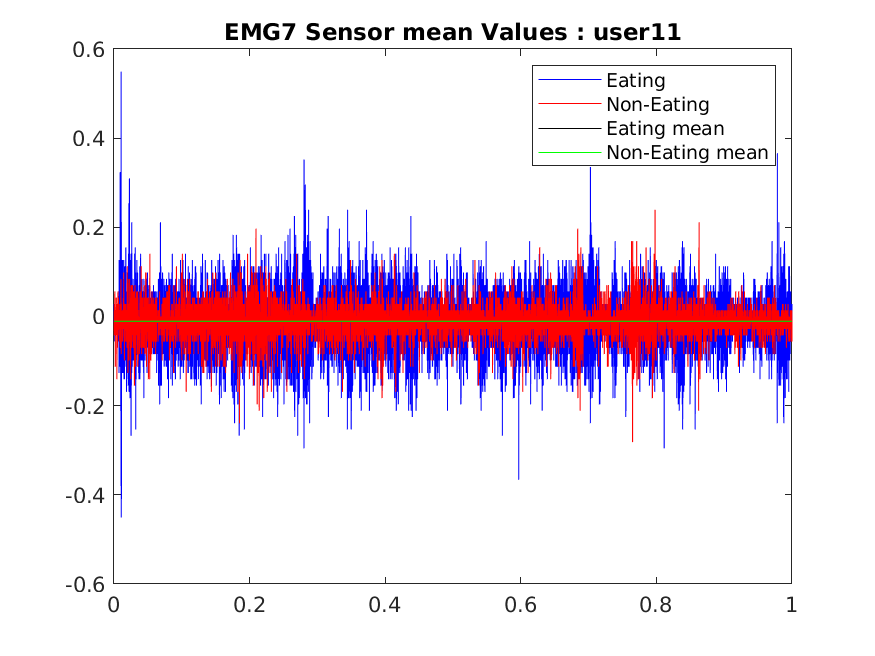 EMG7 Sensor mean Values : user11
0.6
0.4
0.2
0
-0.2
-0.4
-0.6
Eating
Non-Eating
Eating mean
Non-Eating mean
0 0.2 0.4 0.6 0.8 1